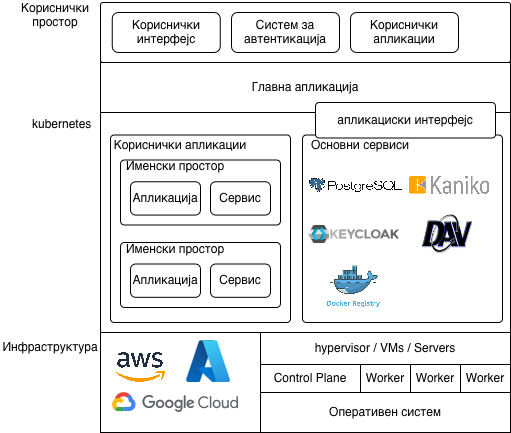 Кориснички
простор
Кориснички
интерфејс
Систем за
автентикација
Кориснички
апликации
Главна апликација
апликациски интерфејс
kubernetes
Кориснички апликации
Именски простор
Апликација
Сервис
Именски простор
Апликација
Сервис
Основни сервиси
PostgreSQL
Kaniko
KEYCLOAK
DAV
Docker Registry
Инфраструктура
aws
Google Cloud
hypervisor / VMs / Servers
Control Plane
Worker
Worker
Worker
Оперативен систем